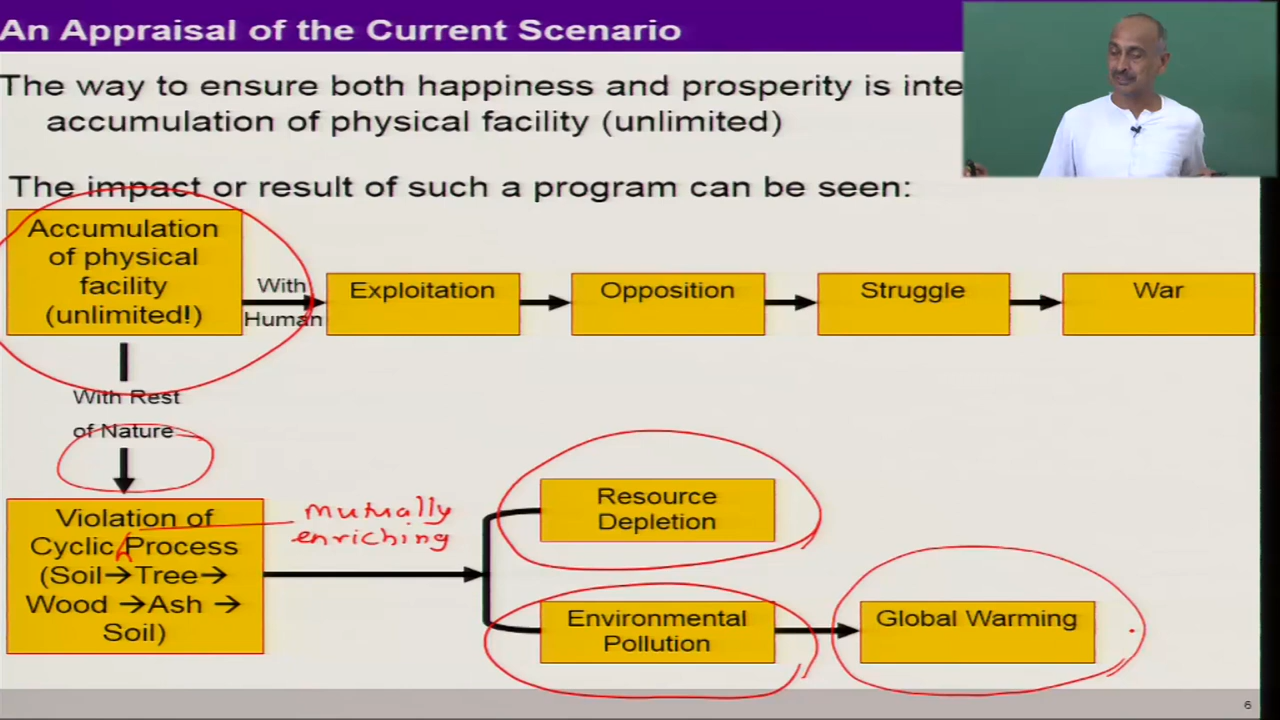 An Appraisal of the Current Scenario
The way to ensure both happiness and prosperity is inte
accumulation of physical facility (unlimited)
The impact or result of such a program can be seen:
Accumulation
of physical
facility
(unlimited!)
With
Human
Exploitation
Opposition
Struggle
War
With Rest
of Nature
Violation of
Cyclic Process
(Soil→Tree→
Wood →Ash →
Soil)
mutually
enriching
Resource
Depletion
Environmental
Pollution
Global Warming
6